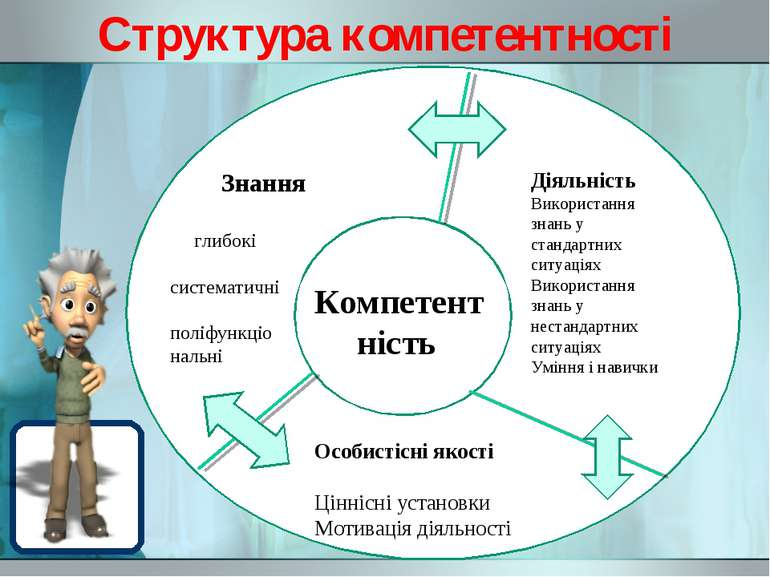 Структура компетентності
Знання
глибокі
систематичні
поліфункціо
нальні
Компетент
ність
Діяльність
Використання
знань у
стандартних
ситуаціях
Використання
знань у
нестандартних
ситуаціях
Уміння і навички
Особистісні якості
Ціннісні установки
Мотивація діяльності